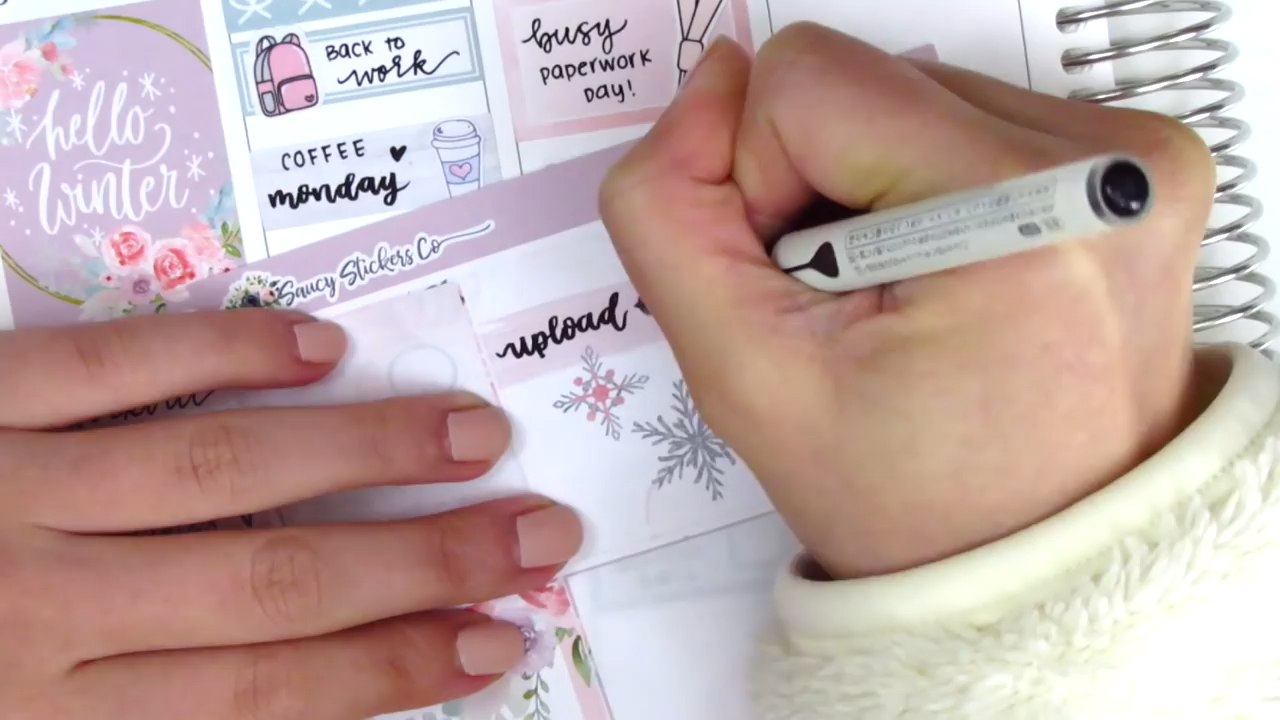 hello
winter
BACK TO
work
COFFEE
monday
busy
paperwork
DAY!
Saucy Stickers Co
upload